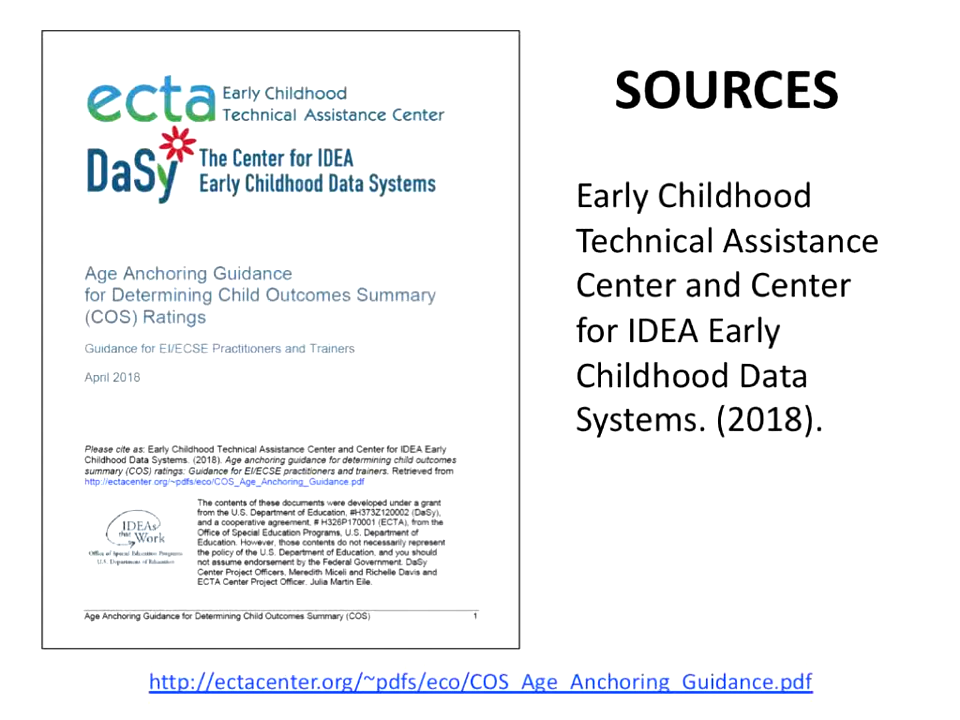 ecta Early Childhood
Technical Assistance Center
DaSy The Center for IDEA
Early Childhood Data Systems
Age Anchoring Guidance
for Determining Child Outcomes Summary
(COS) Ratings
Guidance for EI/ECSE Practitioners and Trainers
April 2018
Please cite as: Early Childhood Technical Assistance Center and Center for IDEA Early
Childhood Data Systems. (2018). Age anchoring guidance for determining child outcomes
summary (COS) ratings: Guidance for EI/ECSE practitioners and trainers. Retrieved from
http://ectacenter.org/~pdfs/eco/COS_Age_Anchoring_Guidance.pdf
IDEAs
that Work
Office of Special Education Programs
U.S. Department of Education
The contents of these documents were developed under a grant
from the U.S. Department of Education, #H373Z120002 (DaSy),
and a cooperative agreement, # H326P170001 (ECTA), from the
Office of Special Education Programs, U.S. Department of
Education. However, those contents do not necessarily represent
the policy of the U.S. Department of Education, and you should
not assume endorsement by the Federal Government. DaSy
Center Project Officers, Meredith Miceli and Richelle Davis and
ECTA Center Project Officer. Julia Martin Eile.
Age Anchoring Guidance for Determining Child Outcomes Summary (COS) 1
SOURCES
Early Childhood
Technical Assistance
Center and Center
for IDEA Early
Childhood Data
Systems. (2018).
http://ectacenter.org/~pdfs/eco/COS_Age_Anchoring_Guidance.pdf